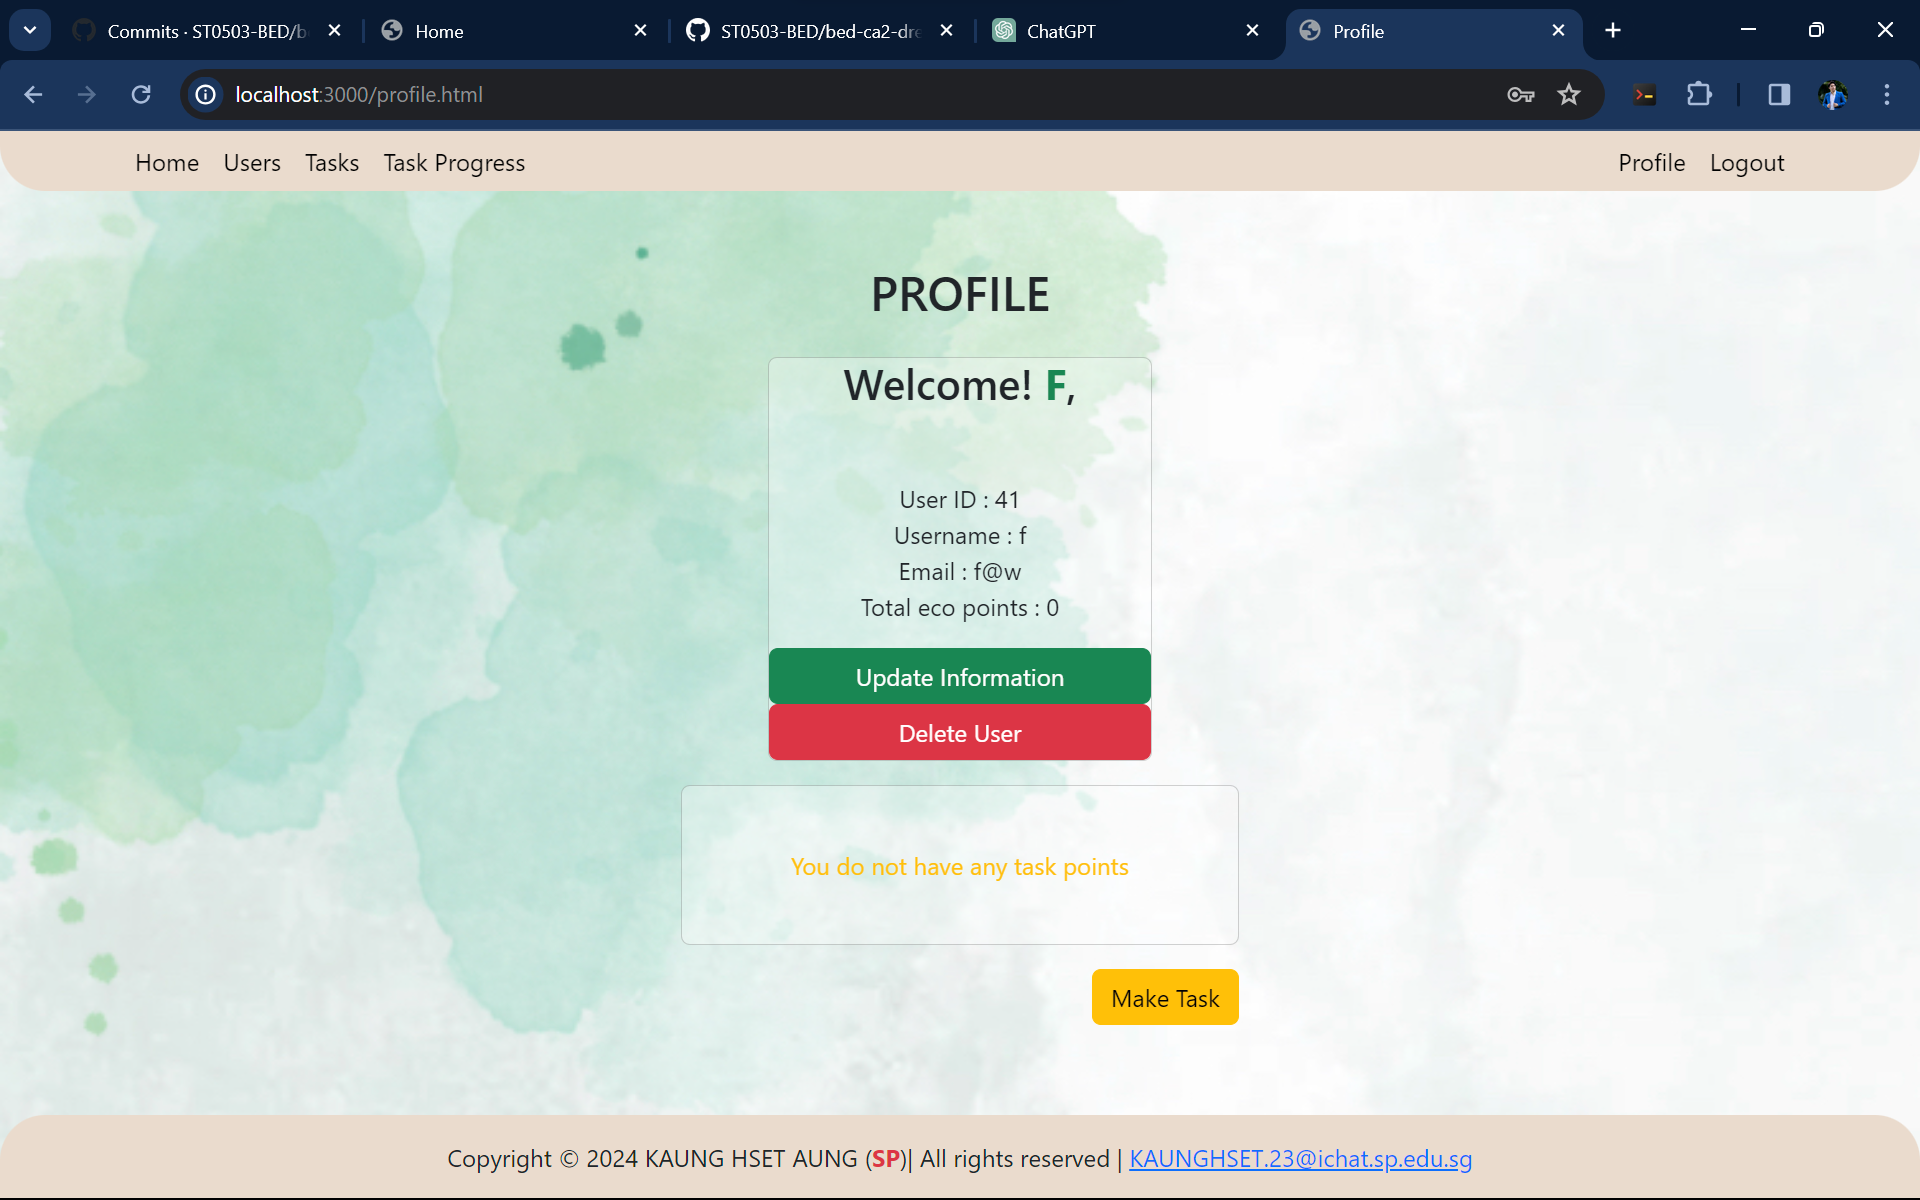 Commits · ST0503-BED/b
Home
ST0503-BED/bed-ca2-dre
ChatGPT
Profile
localhost:3000/profile.html
Home Users Tasks Task Progress Profile Logout
PROFILE
Welcome! F,
User ID : 41
Username : f
Email : f@w
Total eco points : 0
Update Information
Delete User
You do not have any task points
Make Task
Copyright © 2024 KAUNG HSET AUNG (SP)| All rights reserved | KAUNGHSET.23@ichat.sp.edu.sg